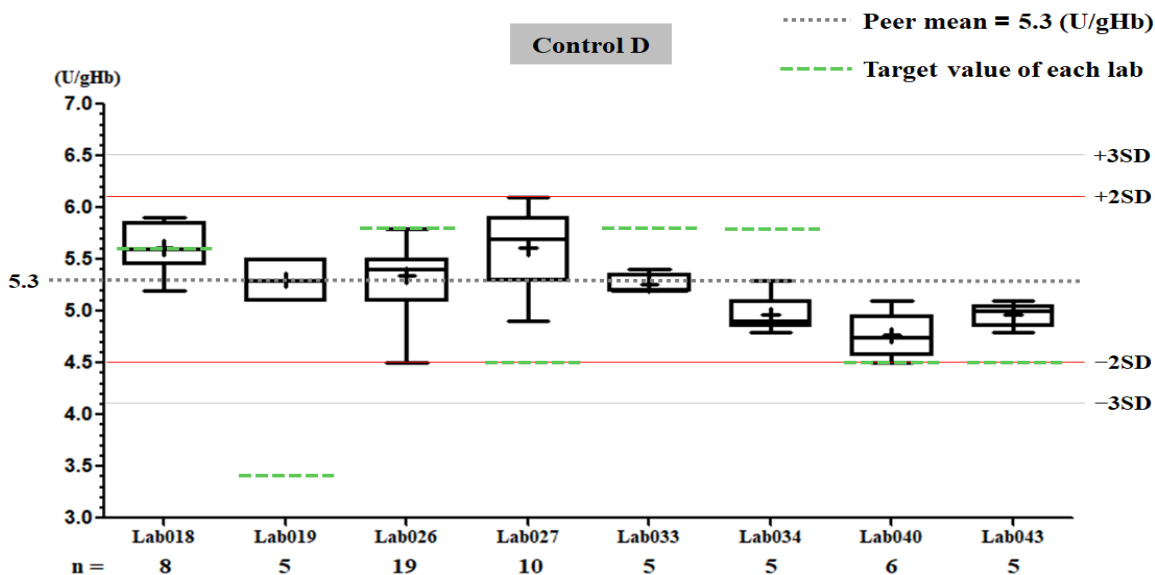 Peer mean = 5.3 (U/gHb)
Control D
Target value of each lab
(U/gHb)
7.0
6.5
+3SD
+2SD
6.0
5.5
5.3
5.0
4.5
−2SD
−3SD
4.0
3.5
3.0
Lab018 Lab019 Lab026 Lab027 Lab033 Lab034 Lab040 Lab043
n = 8 5 19 10 5 5 6 5